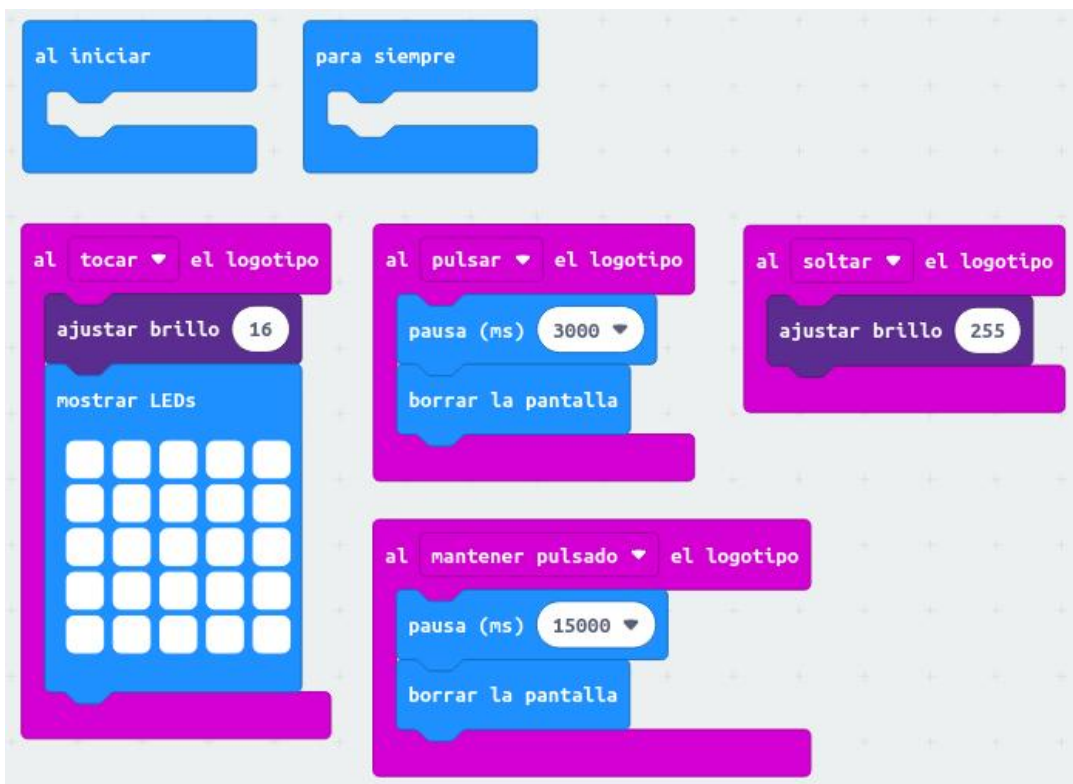 al iniciar
para siempre
al tocar el logotipo
ajustar brillo 16
mostrar LEDs
al pulsar el logotipo
pausa (ms) 3000
borrar la pantalla
al soltar el logotipo
ajustar brillo 255
al mantener pulsado el logotipo
pausa (ms) 15000
borrar la pantalla